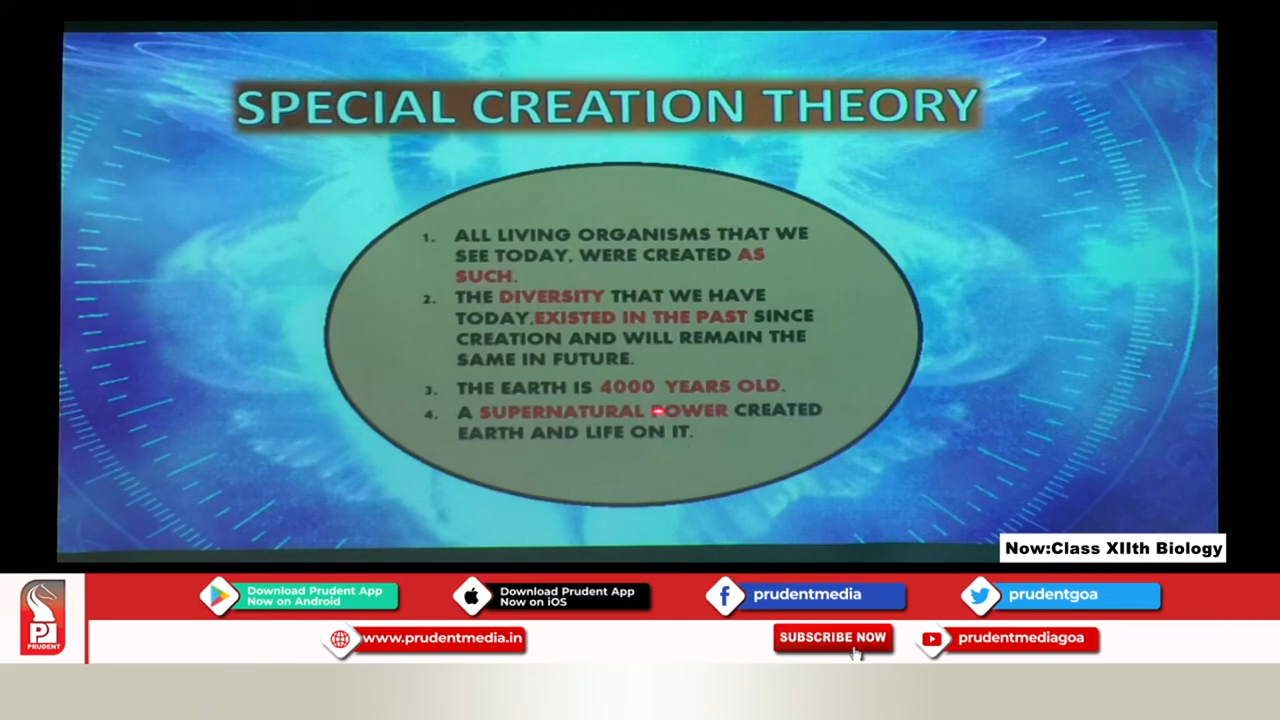 SPECIAL CREATION THEORY
1. ALL LIVING ORGANISMS THAT WE
SEE TODAY, WERE CREATED AS
SUCH.
2. THE DIVERSITY THAT WE HAVE
TODAY,EXISTED IN THE PAST SINCE
CREATION AND WILL REMAIN THE
SAME IN FUTURE.
3. THE EARTH IS 4000 YEARS OLD.
4. A SUPERNATURAL POWER CREATED
EARTH AND LIFE ON IT.
Now:Class XIIth Biology
PRUDENT
Download Prudent App
Now on Android
Download Prudent App
Now on iOS
prudentmedia
prudentgoa
www.prudentmedia.in
SUBSCRIBE NOW
prudentmediagoa